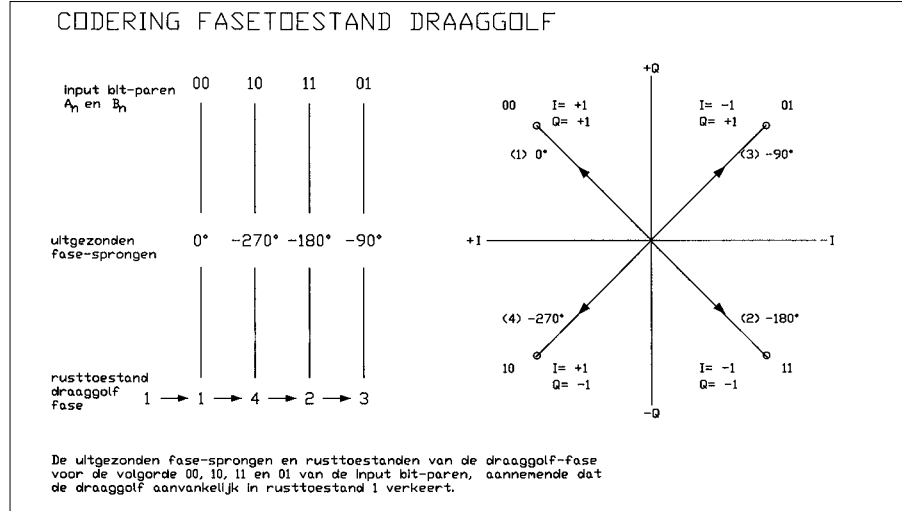 CODERING FASETOESTAND DRAAGGOLF
input bit-paren 00 10 11 01
An en Bn
uitgezonden 0° -270° -180° -90°
fase-sprongen
rusttoestand
draaggolf
fase 1 → 1 → 4 → 2 → 3
+Q
00 I= +1 I= -1 01
Q= +1 Q= +1
(1) 0° (3) -90°
+I -I
(4) -270° (2) -180°
10 I= +1 I= -1 11
Q= -1 Q= -1
-Q
De uitgezonden fase-sprongen en rusttoestanden van de draaggolf-fase
voor de volgorde 00, 10, 11 en 01 van de input bit-paren, aannemende dat
de draaggolf aanvankelijk in rusttoestand 1 verkeert.